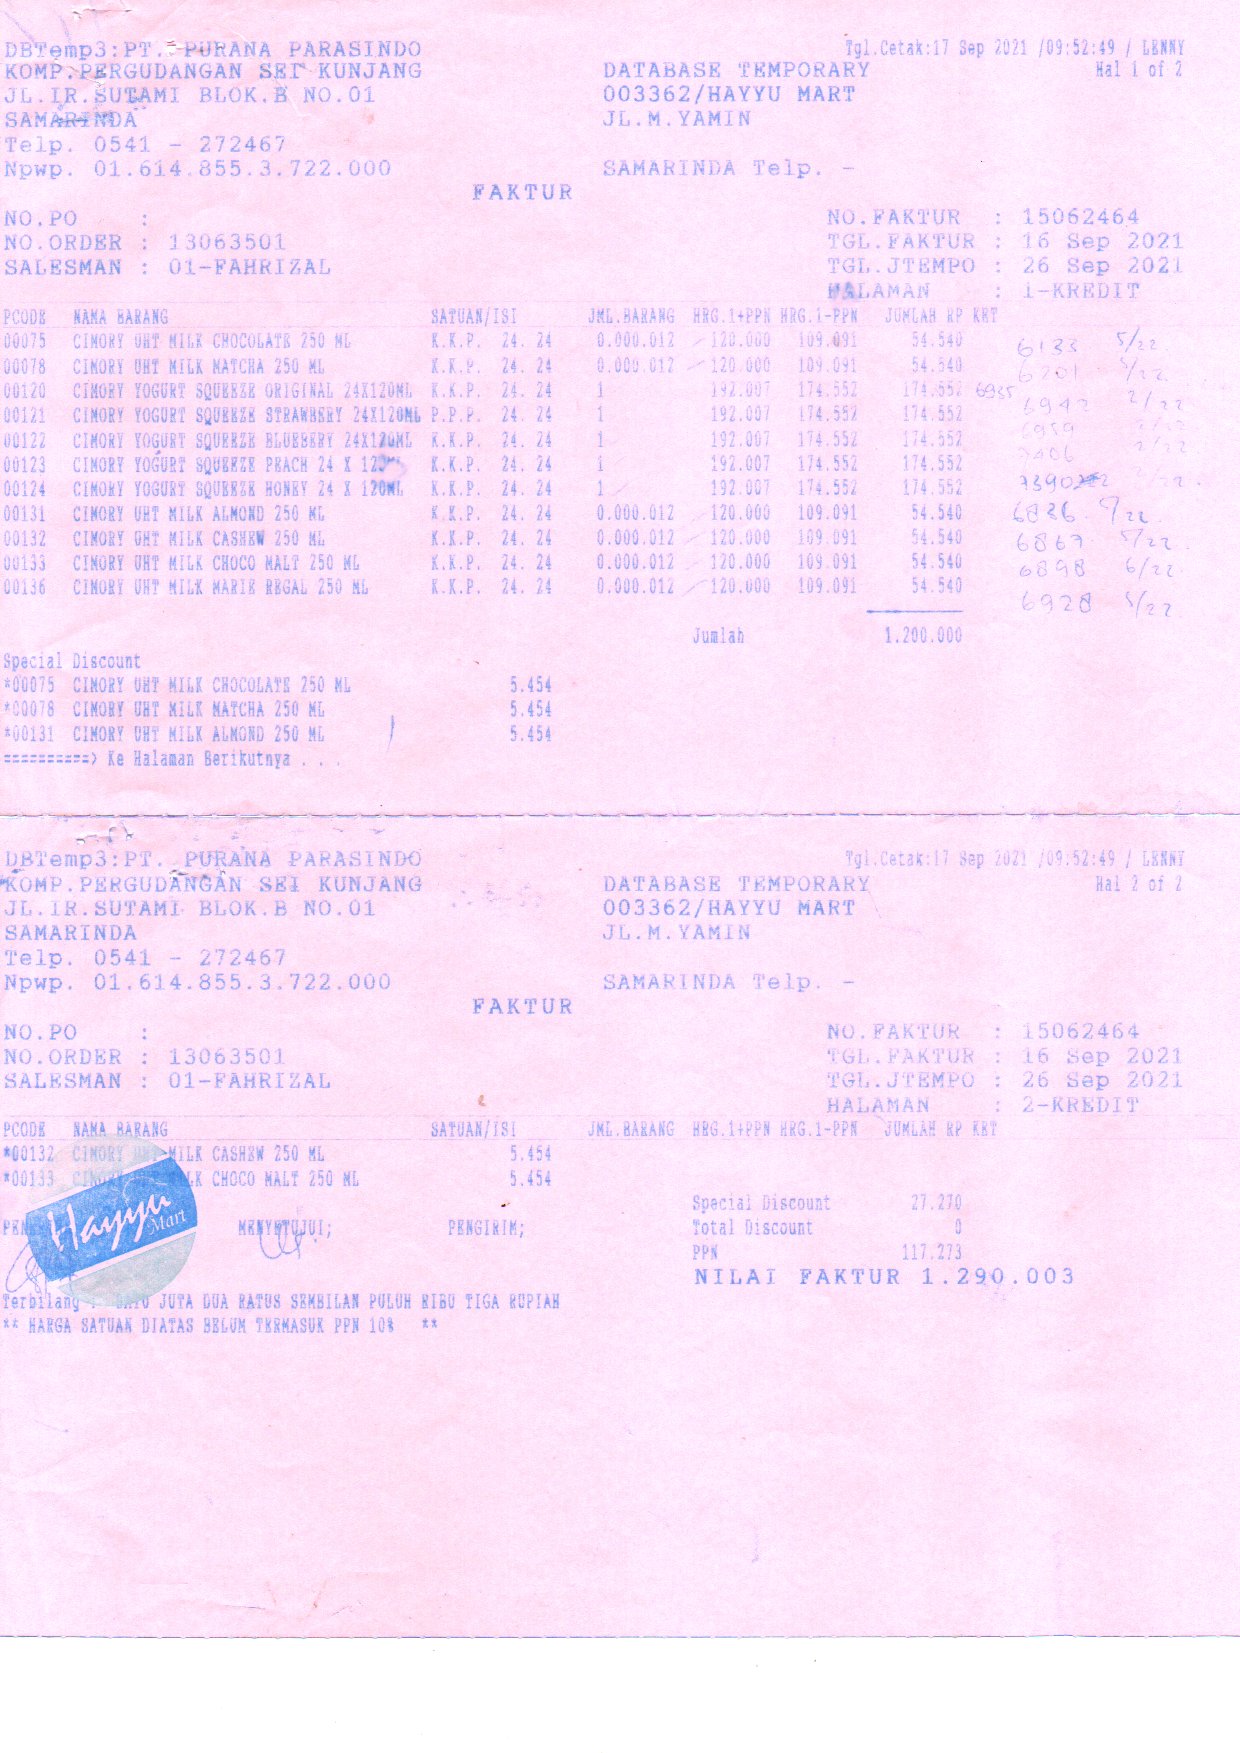 DBTemp3:PT. PURANA PARASINDO Tgl.Cetak:17 Sep 2021 /09:52:49 / LENNY
KOMP.PERGUDANGAN SEI KUNJANG DATABASE TEMPORARY Hal 1 of 2
JL.IR.SUTAMI BLOK.B NO.01 003362/HAYYU MART
SAMARINDA JL.M.YAMIN
Telp. 0541 - 272467
Npwp. 01.614.855.3.722.000 SAMARINDA Telp. -
FAKTUR
NO.PO : NO.FAKTUR : 15062464
NO.ORDER : 13063501 TGL.FAKTUR : 16 Sep 2021
SALESMAN : 01-FAHRIZAL TGL.JTEMPO : 26 Sep 2021
HALAMAN : 1-KREDIT
PCODE NAMA BARANG SATUAN/ISI JML.BARANG HRG.1+PPN HRG.1-PPN JUMLAH RP KET
00075 CIMORY UHT MILK CHOCOLATE 250 ML K.K.P. 24. 24 0.000.012 120.000 109.091 54.540 6133 5/22
00078 CIMORY UHT MILK MATCHA 250 ML K.K.P. 24. 24 0.000.012 120.000 109.091 54.540 6201 5/22
00120 CIMORY YOGURT SQUEEZE ORIGINAL 24X120ML K.K.P. 24. 24 1 192.007 174.552 174.552 6935
00121 CIMORY YOGURT SQUEEZE STRAWBERY 24X120ML P.P.P. 24. 24 1 192.007 174.552 174.552 6942 2/22
00122 CIMORY YOGURT SQUEEZE BLUEBERY 24X120ML K.K.P. 24. 24 1 192.007 174.552 174.552 6959 2/22
00123 CIMORY YOGURT SQUEEZE PEACH 24 X 120ML K.K.P. 24. 24 1 192.007 174.552 174.552 2/22
00124 CIMORY YOGURT SQUEEZE HONEY 24 X 120ML K.K.P. 24. 24 1 192.007 174.552 174.552
00131 CIMORY UHT MILK ALMOND 250 ML K.K.P. 24. 24 0.000.012 120.000 109.091 54.540 6836
00132 CIMORY UHT MILK CASHEW 250 ML K.K.P. 24. 24 0.000.012 120.000 109.091 54.540 6867 5/22
00133 CIMORY UHT MILK CHOCO MALT 250 ML K.K.P. 24. 24 0.000.012 120.000 109.091 54.540 6898 6/22
00136 CIMORY UHT MILK MARIE REGAL 250 ML K.K.P. 24. 24 0.000.012 120.000 109.091 54.540 6928 5/22
Jumlah 1.200.000
Special Discount
*00075 CIMORY UHT MILK CHOCOLATE 250 ML 5.454
*00078 CIMORY UHT MILK MATCHA 250 ML 5.454
*00131 CIMORY UHT MILK ALMOND 250 ML 5.454
==========> Ke Halaman Berikutnya . . .
DBTemp3:PT. PURANA PARASINDO Tgl.Cetak:17 Sep 2021 /09:52:49 / LENNY
KOMP.PERGUDANGAN SEI KUNJANG DATABASE TEMPORARY Hal 2 of 2
JL.IR.SUTAMI BLOK.B NO.01 003362/HAYYU MART
SAMARINDA JL.M.YAMIN
Telp. 0541 - 272467
Npwp. 01.614.855.3.722.000 SAMARINDA Telp. -
FAKTUR
NO.PO : NO.FAKTUR : 15062464
NO.ORDER : 13063501 TGL.FAKTUR : 16 Sep 2021
SALESMAN : 01-FAHRIZAL TGL.JTEMPO : 26 Sep 2021
HALAMAN : 2-KREDIT
PCODE NAMA BARANG SATUAN/ISI JML.BARANG HRG.1+PPN HRG.1-PPN JUMLAH RP KET
*00132 CIMORY UHT MILK CASHEW 250 ML 5.454
*00133 CIMORY UHT MILK CHOCO MALT 250 ML 5.454
Special Discount 27.270
Hayyu Mart
MENYETUJUI; PENGIRIM; Total Discount 0
PPN 117.273
NILAI FAKTUR 1.290.003
Terbilang : SATU JUTA DUA RATUS SEMBILAN PULUH RIBU TIGA RUPIAH
** HARGA SATUAN DIATAS BELUM TERMASUK PPN 10% **